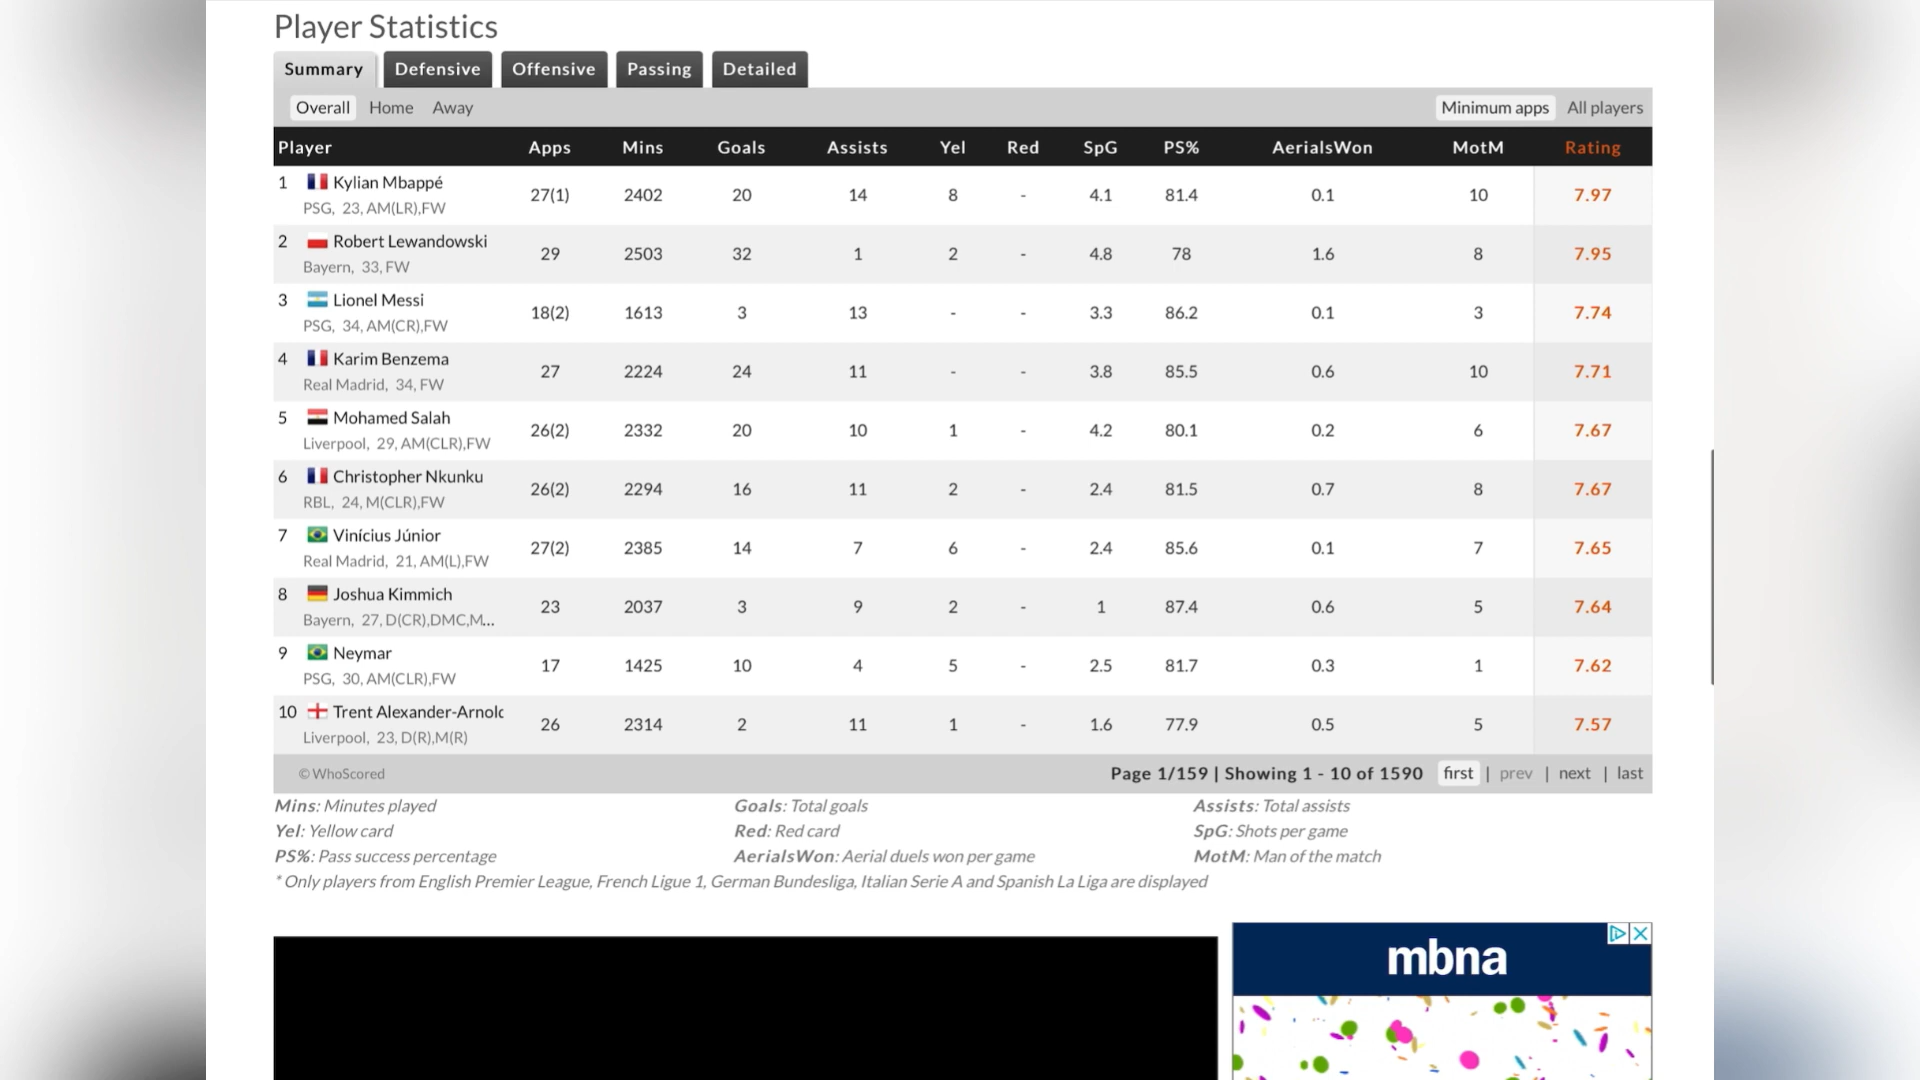 Player Statistics
Summary Defensive Offensive Passing Detailed
Overall Home Away Minimum apps All players
Player Apps Mins Goals Assists Yel Red SpG PS% AerialsWon MotM Rating
1 Kylian Mbappé 27(1) 2402 20 14 8 - 4.1 81.4 0.1 10 7.97
PSG, 23, AM(LR),FW
2 Robert Lewandowski 29 2503 32 1 2 - 4.8 78 1.6 8 7.95
Bayern, 33, FW
3 Lionel Messi 18(2) 1613 3 13 - - 3.3 86.2 0.1 3 7.74
PSG, 34, AM(CR),FW
4 Karim Benzema 27 2224 24 11 - - 3.8 85.5 0.6 10 7.71
Real Madrid, 34, FW
5 Mohamed Salah 26(2) 2332 20 10 1 - 4.2 80.1 0.2 6 7.67
Liverpool, 29, AM(CLR),FW
6 Christopher Nkunku 26(2) 2294 16 11 2 - 2.4 81.5 0.7 8 7.67
RBL, 24, M(CLR),FW
7 Vinícius Júnior 27(2) 2385 14 7 6 - 2.4 85.6 0.1 7 7.65
Real Madrid, 21, AM(L),FW
8 Joshua Kimmich 23 2037 3 9 2 - 1 87.4 0.6 5 7.64
Bayern, 27, D(CR),DMC,M...
9 Neymar 17 1425 10 4 5 - 2.5 81.7 0.3 1 7.62
PSG, 30, AM(CLR),FW
10 Trent Alexander-Arnold 26 2314 2 11 1 - 1.6 77.9 0.5 5 7.57
Liverpool, 23, D(R),M(R)
© WhoScored Page 1/159 | Showing 1 - 10 of 1590 first | prev | next | last
Mins: Minutes played Goals: Total goals Assists: Total assists
Yel: Yellow card Red: Red card SpG: Shots per game
PS%: Pass success percentage AerialsWon: Aerial duels won per game MotM: Man of the match
* Only players from English Premier League, French Ligue 1, German Bundesliga, Italian Serie A and Spanish La Liga are displayed
mbna